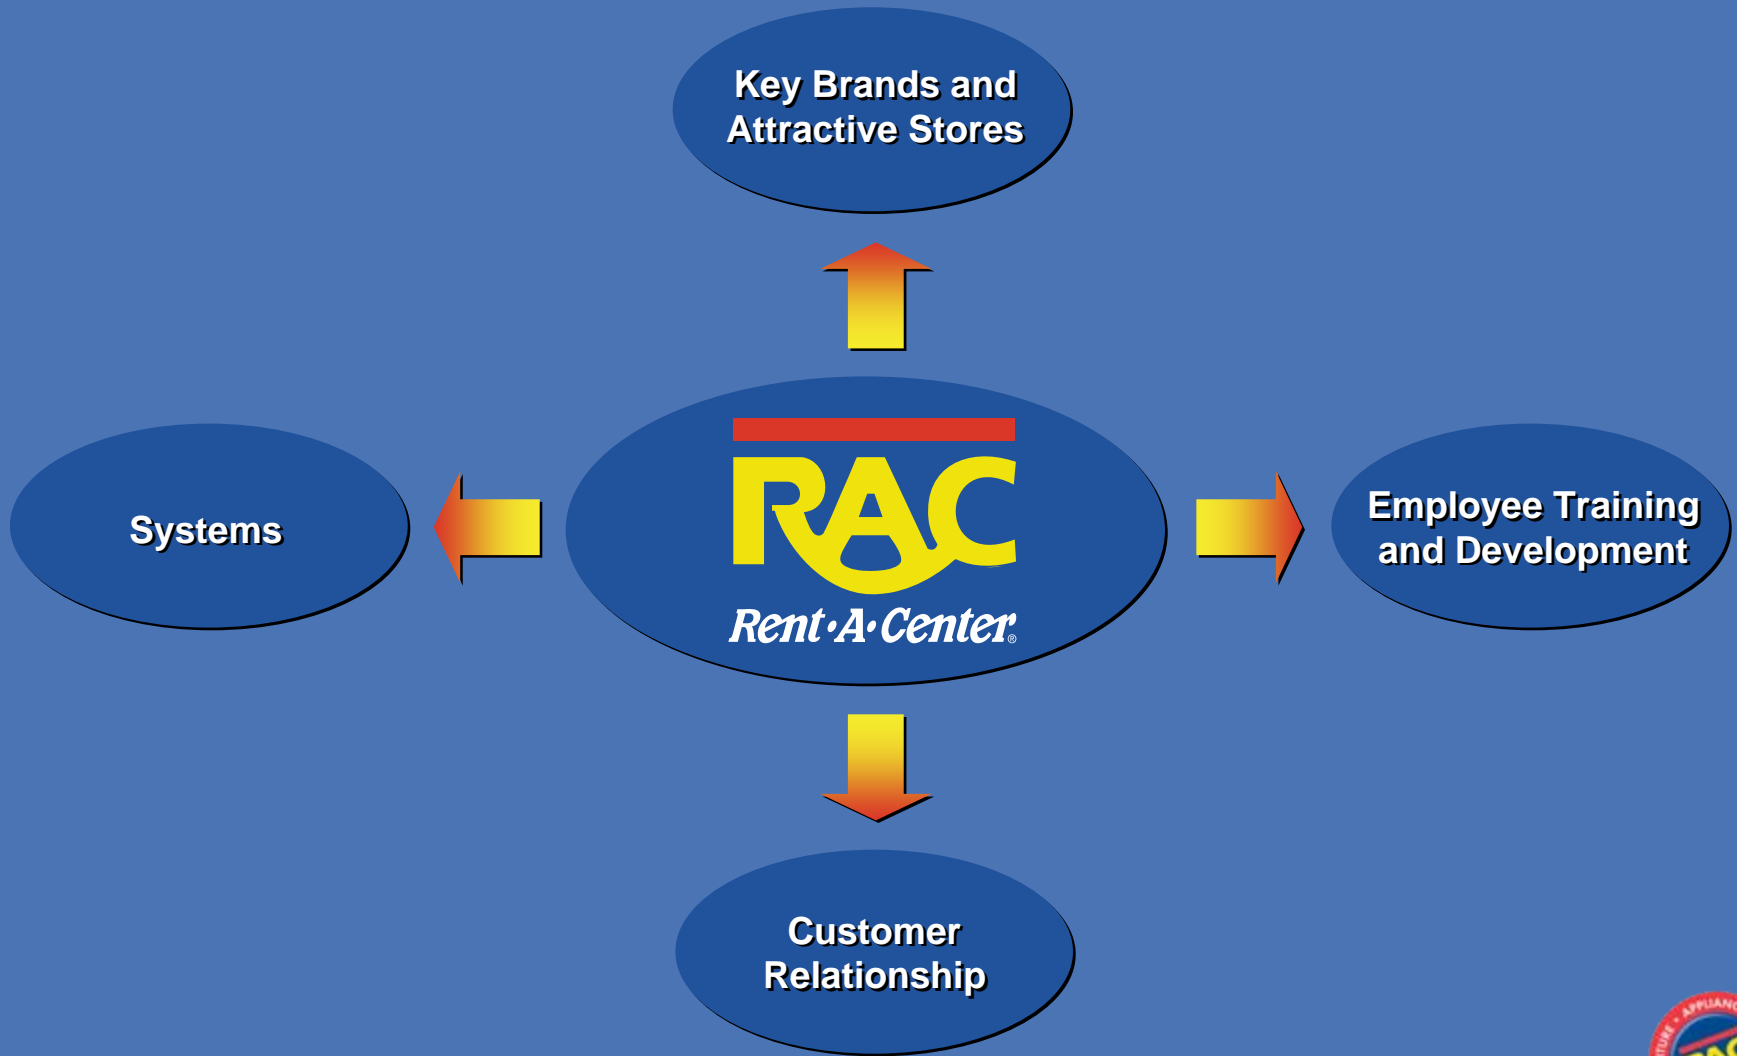 Key Brands and
Attractive Stores
RAC
Rent·A·Center®
Systems
Employee Training
and Development
Customer
Relationship